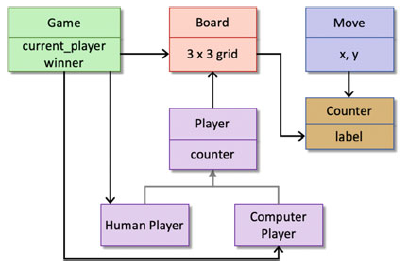 Game
current_player
winner
Board
3 x 3 grid
Move
x, y
Counter
label
Player
counter
Human Player
Computer
Player